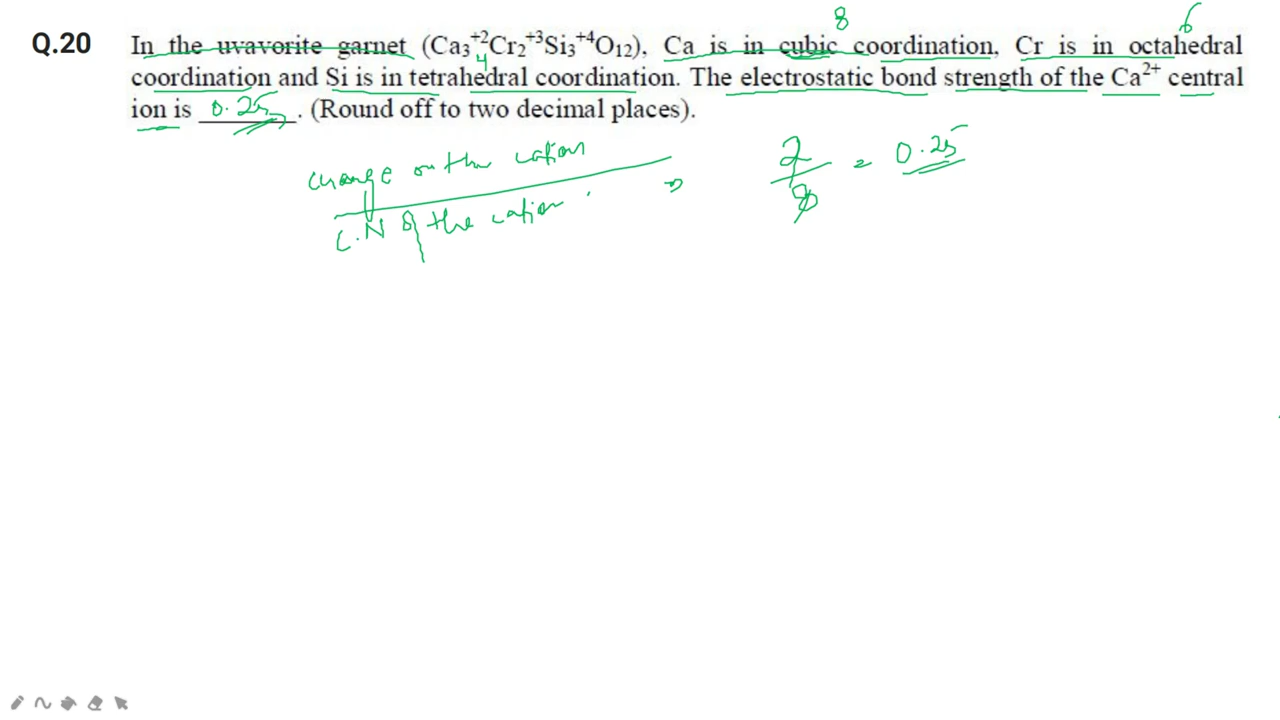 8 6
Q.20 In the uvavorite garnet (Ca₃⁺²Cr₂⁺³Si₃⁺⁴O₁₂), Ca is in cubic coordination, Cr is in octahedral
4
coordination and Si is in tetrahedral coordination. The electrostatic bond strength of the Ca²⁺ central
ion is 0.25. (Round off to two decimal places).
charge on the cation
C.N of the cation
⇒ 2/8 = 0.25